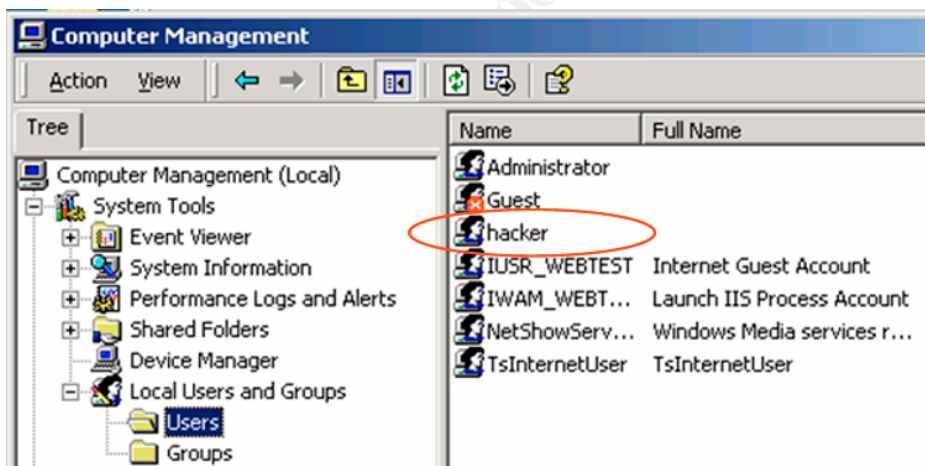 Computer Management
Action View
Tree
Name Full Name
Computer Management (Local)
System Tools
Event Viewer
System Information
Performance Logs and Alerts
Shared Folders
Device Manager
Local Users and Groups
Users
Groups
Administrator
Guest
hacker
IUSR_WEBTEST Internet Guest Account
IWAM_WEBT... Launch IIS Process Account
NetShowServ... Windows Media services r...
TsInternetUser TsInternetUser